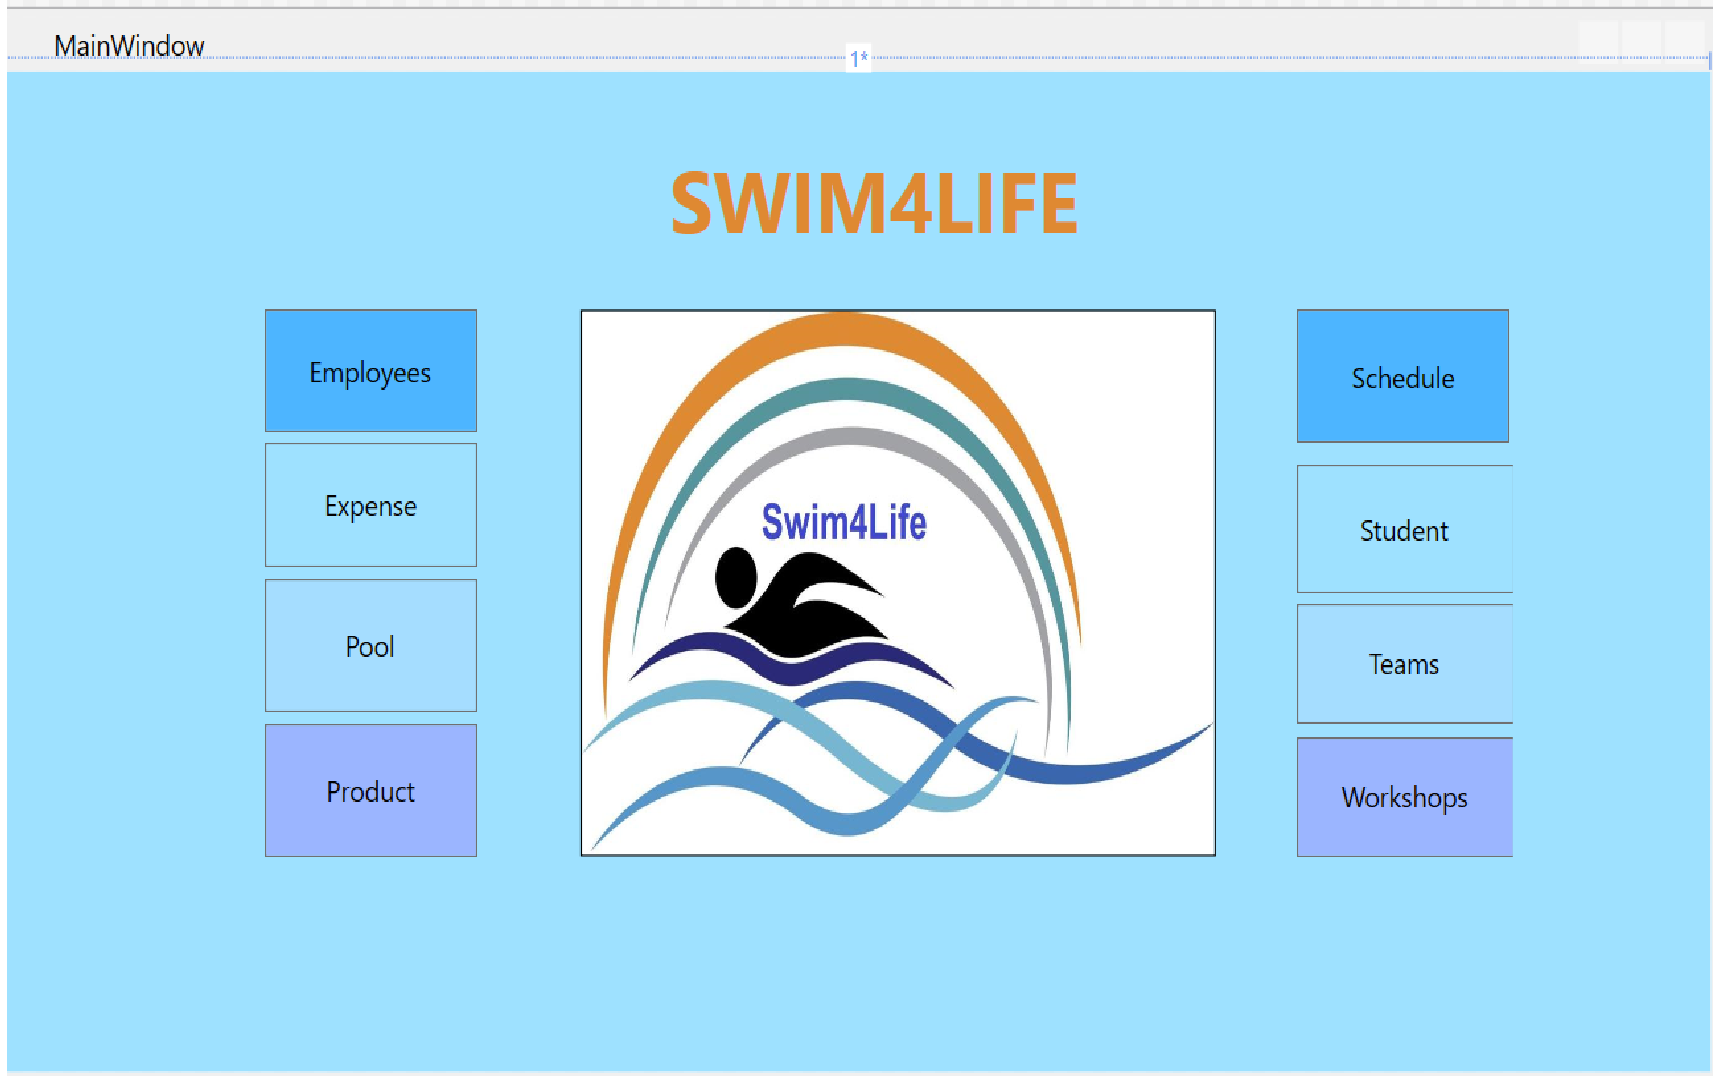 MainWindow
1*
SWIM4LIFE
Employees
Expense
Pool
Product
Swim4Life
Schedule
Student
Teams
Workshops